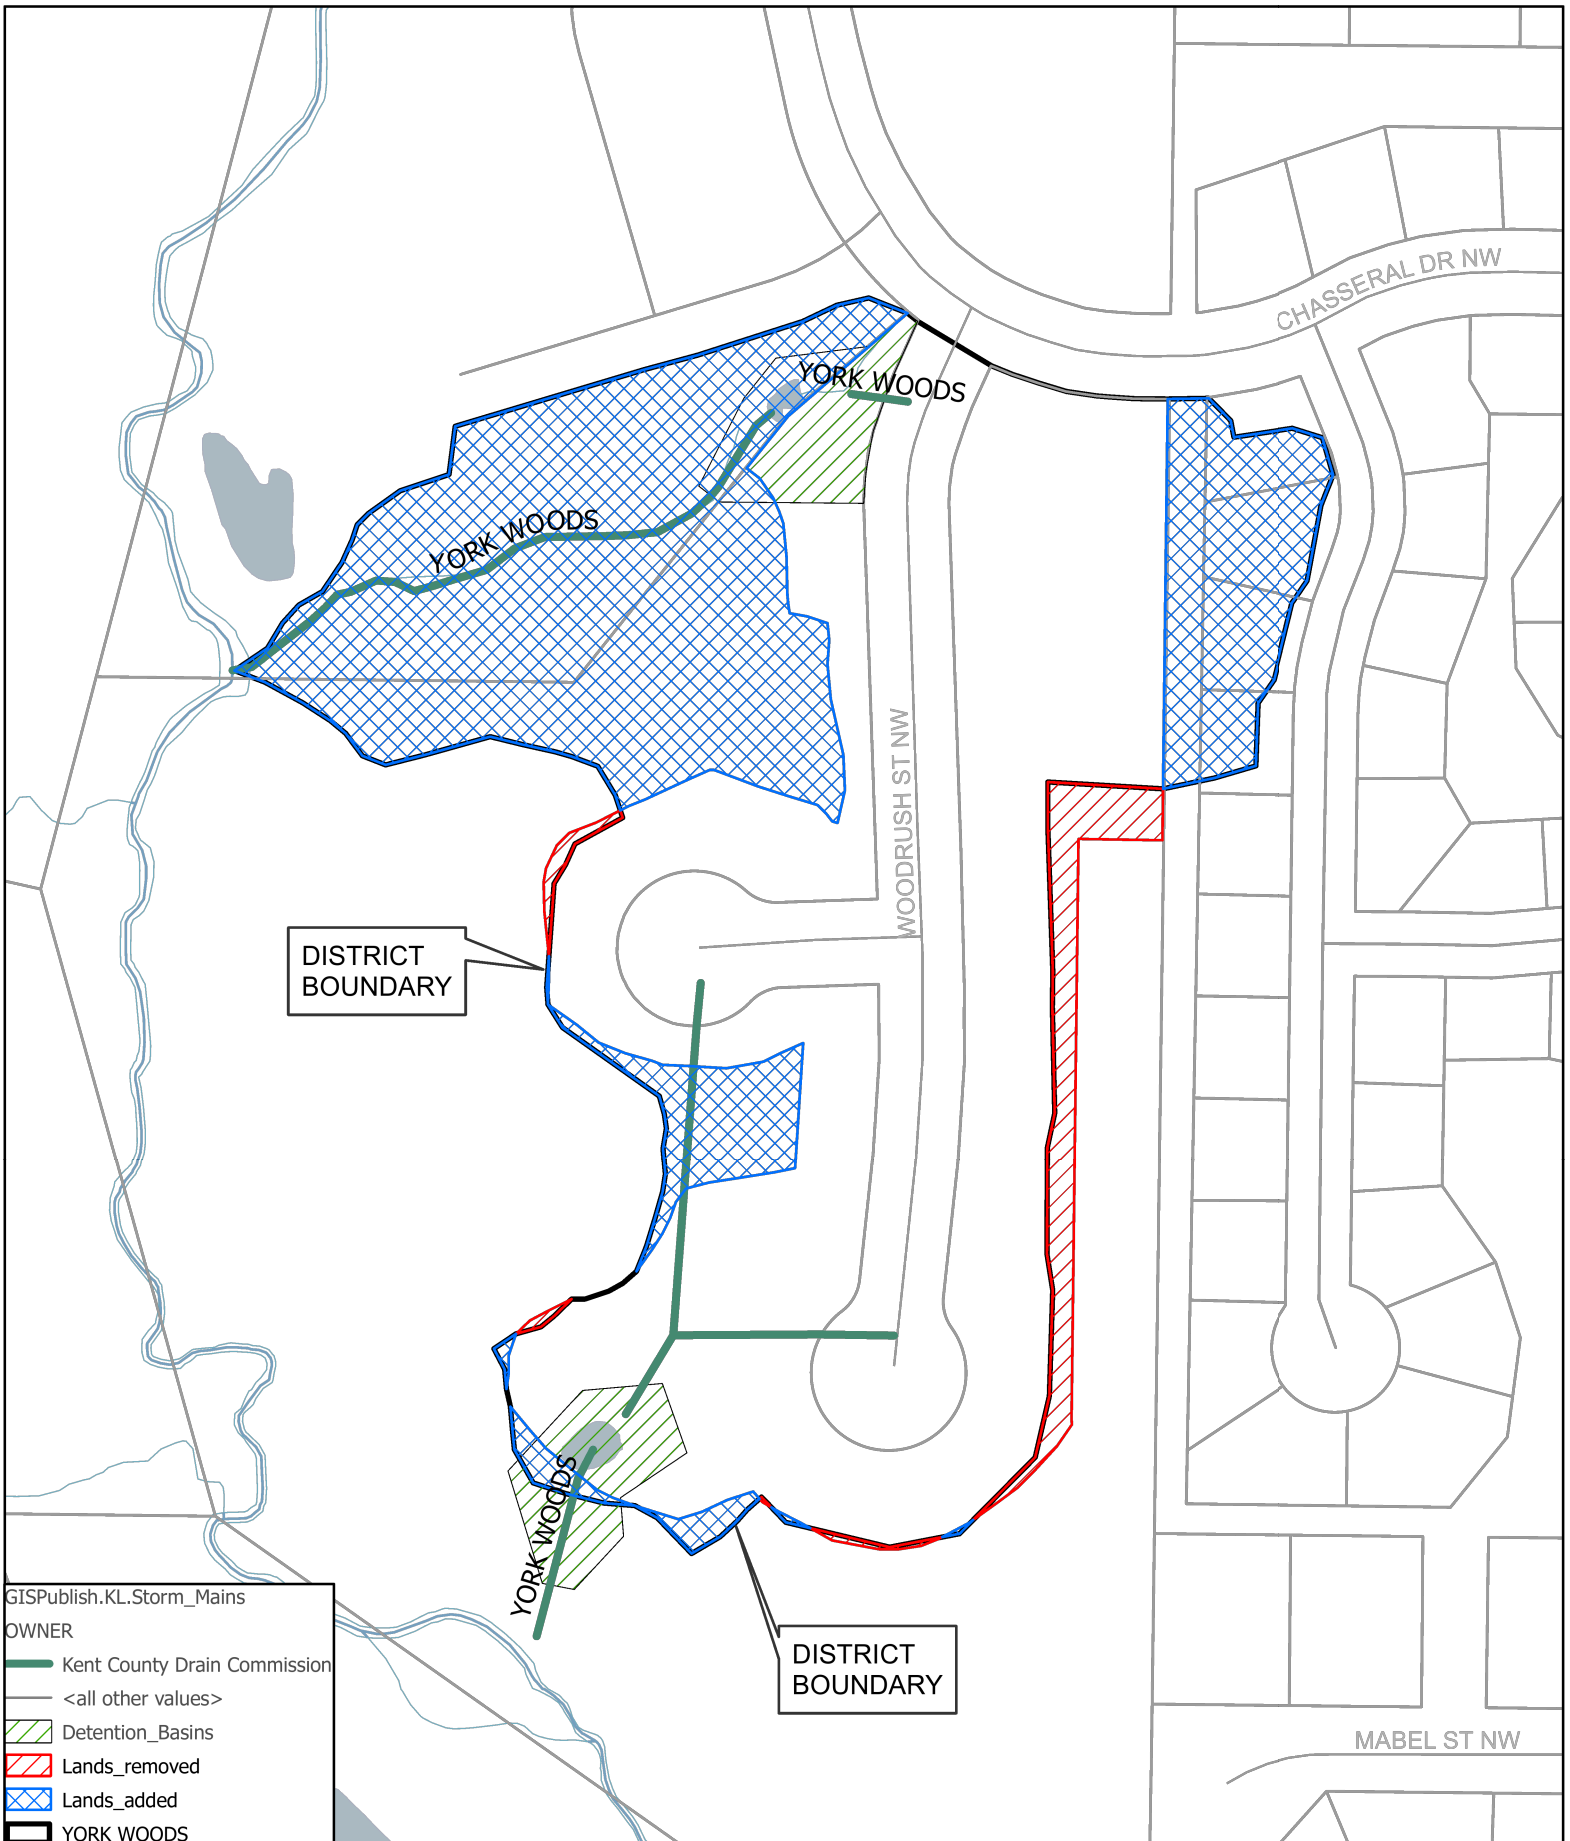 CHASSERAL DR NW
YORK WOODS
YORK WOODS
WOODRUSH ST NW
DISTRICT
BOUNDARY
YORK WOODS
DISTRICT
BOUNDARY
MABEL ST NW
GISPublish.KL.Storm_Mains
OWNER
Kent County Drain Commission
<all other values>
Detention_Basins
Lands_removed
Lands_added
YORK WOODS